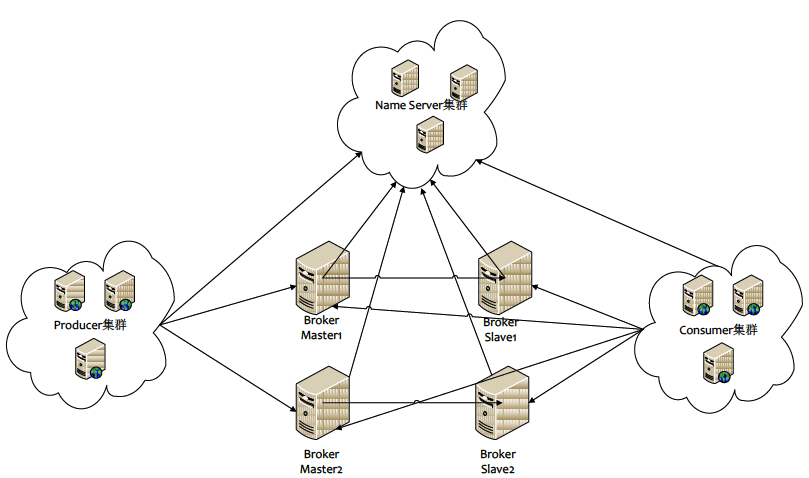 Name Server集群
Producer集群
Broker
Master1
Broker
Slave1
Consumer集群
Broker
Master2
Broker
Slave2